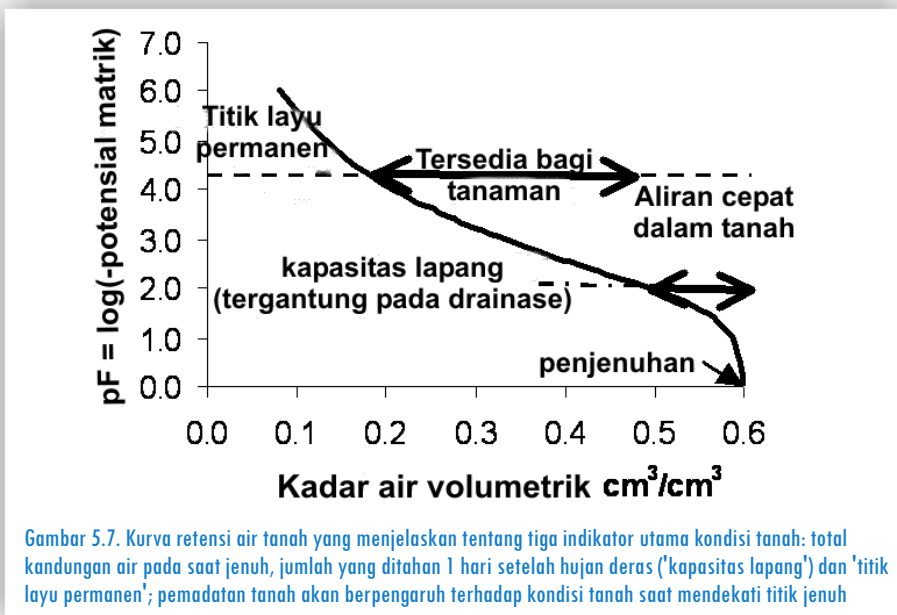 pF = log(-potensial matrik)
7.0
6.0
5.0
4.0
3.0
2.0
1.0
0.0
Titik layu
permanen
Tersedia bagi
tanaman
Aliran cepat
dalam tanah
kapasitas lapang
(tergantung pada drainase)
penjenuhan
0.0 0.1 0.2 0.3 0.4 0.5 0.6
Kadar air volumetrik cm³/cm³
Gambar 5.7. Kurva retensi air tanah yang menjelaskan tentang tiga indikator utama kondisi tanah: total
kandungan air pada saat jenuh, jumlah yang ditahan 1 hari setelah hujan deras ('kapasitas lapang') dan 'titik
layu permanen'; pemadatan tanah akan berpengaruh terhadap kondisi tanah saat mendekati titik jenuh